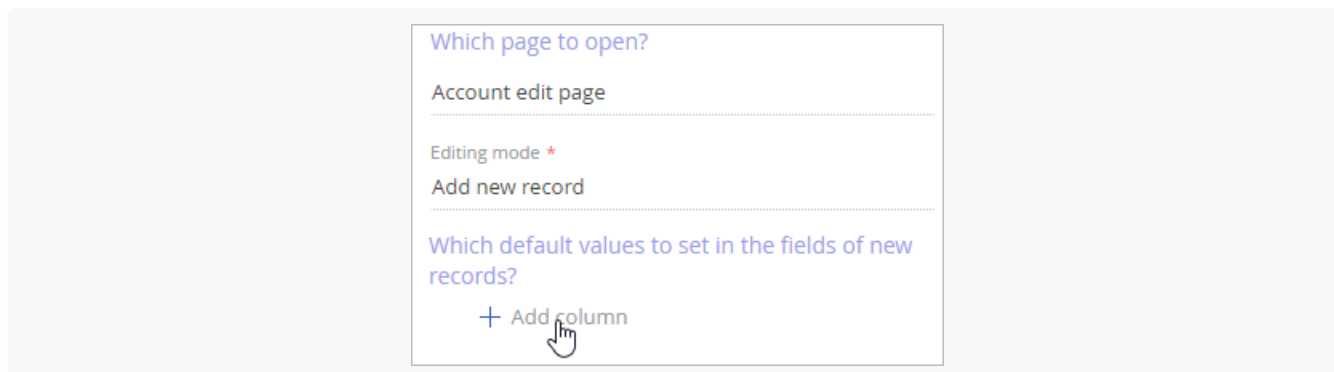 Which page to open?
Account edit page
Editing mode *
Add new record
Which default values to set in the fields of new
records?
+ Add column